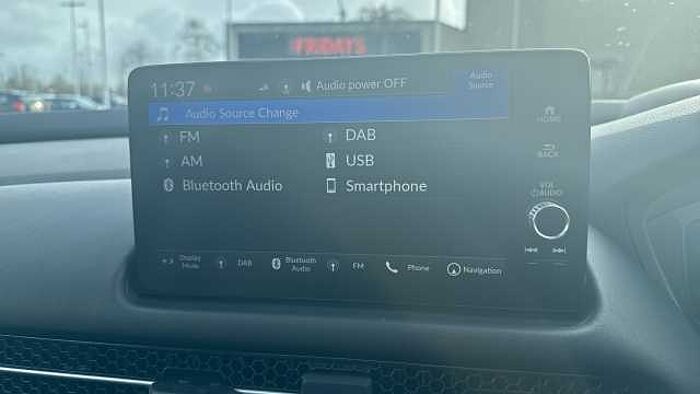 FRIDAYS
11:37 Audio power OFF Audio Source
Audio Source Change
FM DAB
AM USB
Bluetooth Audio Smartphone
HOME
BACK
VOL
AUDIO
Display Mode DAB Bluetooth Audio FM Phone Navigation